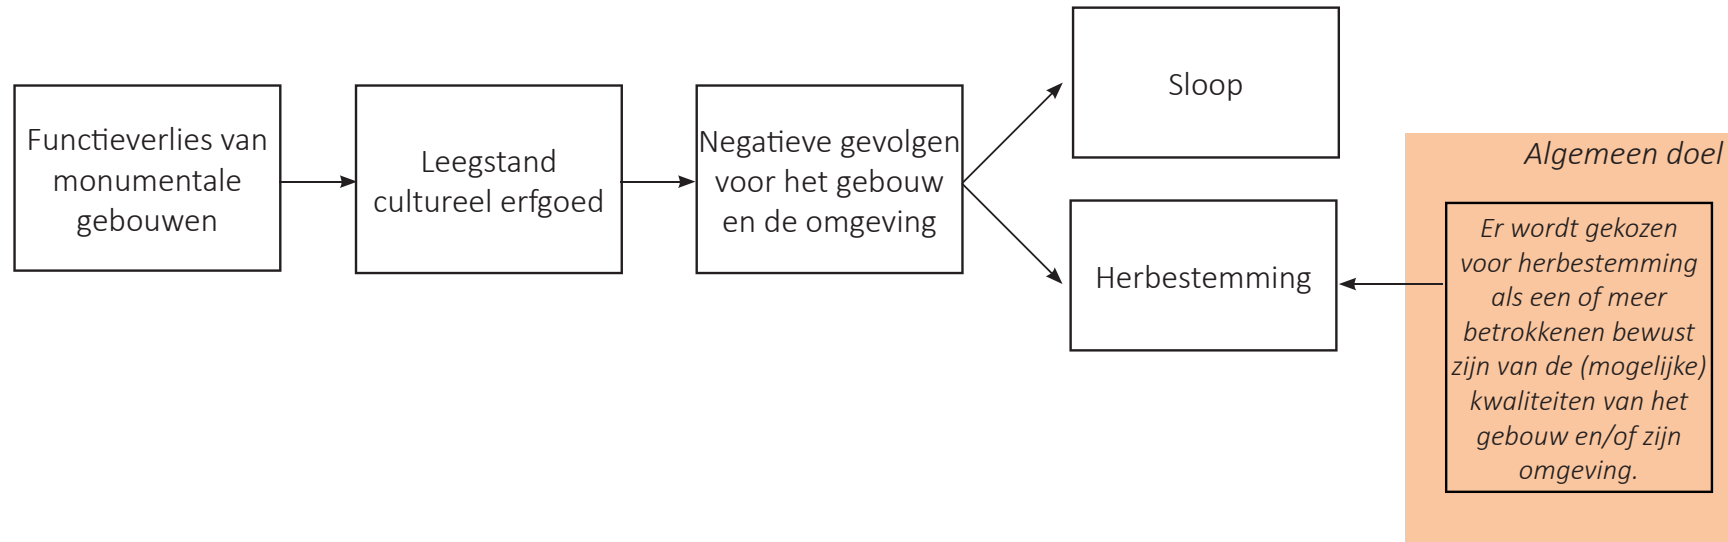 Functieverlies van
monumentale
gebouwen
Leegstand
cultureel erfgoed
Negatieve gevolgen
voor het gebouw
en de omgeving
Sloop
Herbestemming
Algemeen doel
Er wordt gekozen
voor herbestemming
als een of meer
betrokkenen bewust
zijn van de (mogelijke)
kwaliteiten van het
gebouw en/of zijn
omgeving.